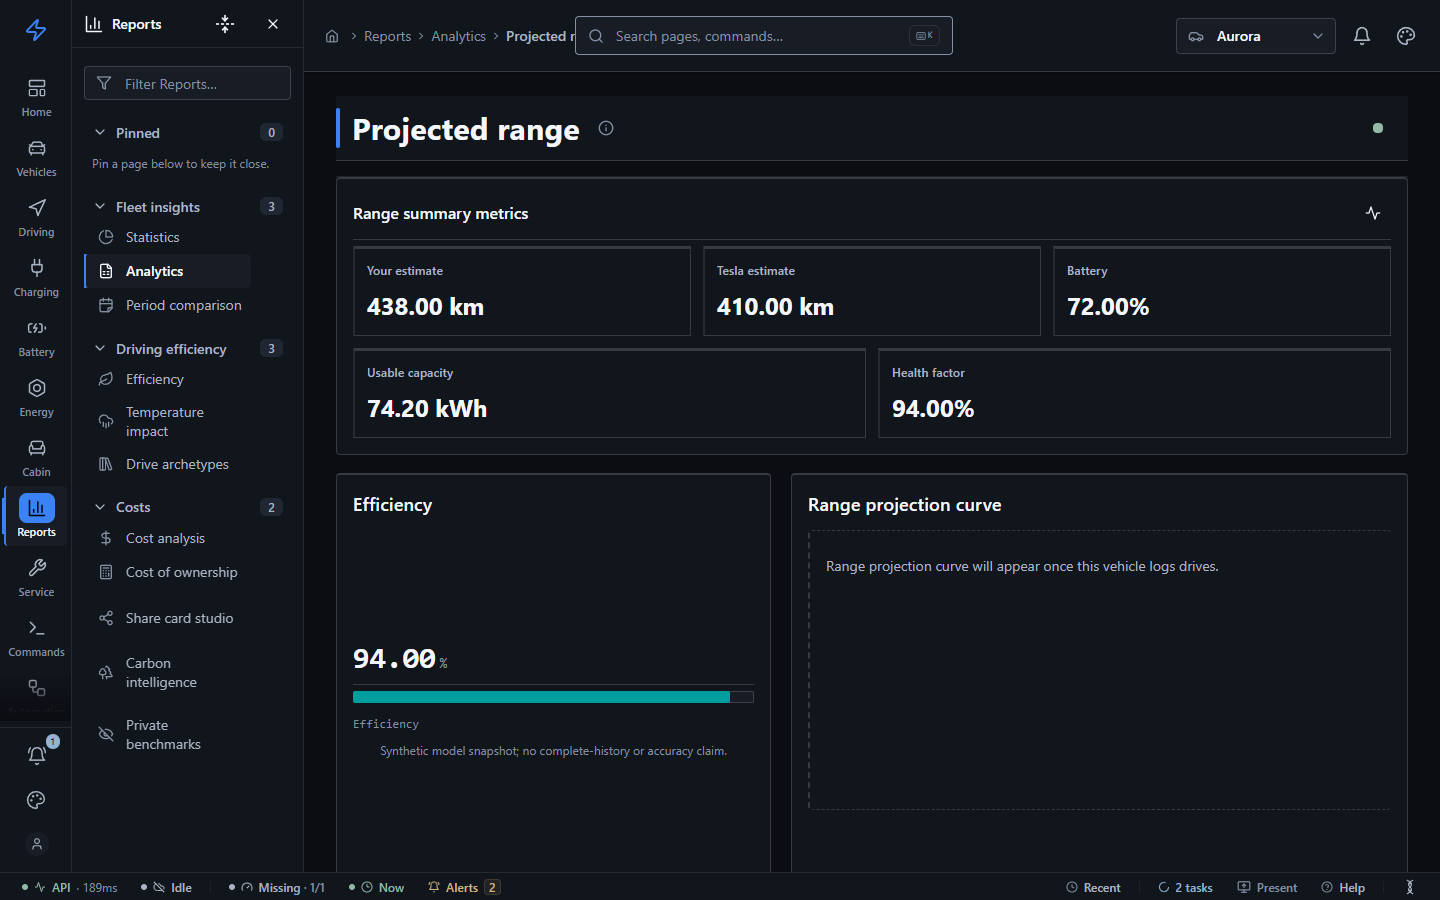 Home
Vehicles
Driving
Charging
Battery
Energy
Cabin
Reports
Service
Commands
1
Reports
Filter Reports...
Pinned 0
Pin a page below to keep it close.
Fleet insights 3
Statistics
Analytics
Period comparison
Driving efficiency 3
Efficiency
Temperature
impact
Drive archetypes
Costs 2
Cost analysis
Cost of ownership
Share card studio
Carbon
intelligence
Private
benchmarks
Reports > Analytics > Projected r
Search pages, commands... K
Aurora
Projected range
Range summary metrics
Your estimate
438.00 km
Tesla estimate
410.00 km
Battery
72.00%
Usable capacity
74.20 kWh
Health factor
94.00%
Efficiency
94.00%
Efficiency
Synthetic model snapshot; no complete-history or accuracy claim.
Range projection curve
Range projection curve will appear once this vehicle logs drives.
API · 189ms
Idle
Missing · 1/1
Now
Alerts 2
Recent
2 tasks
Present
Help